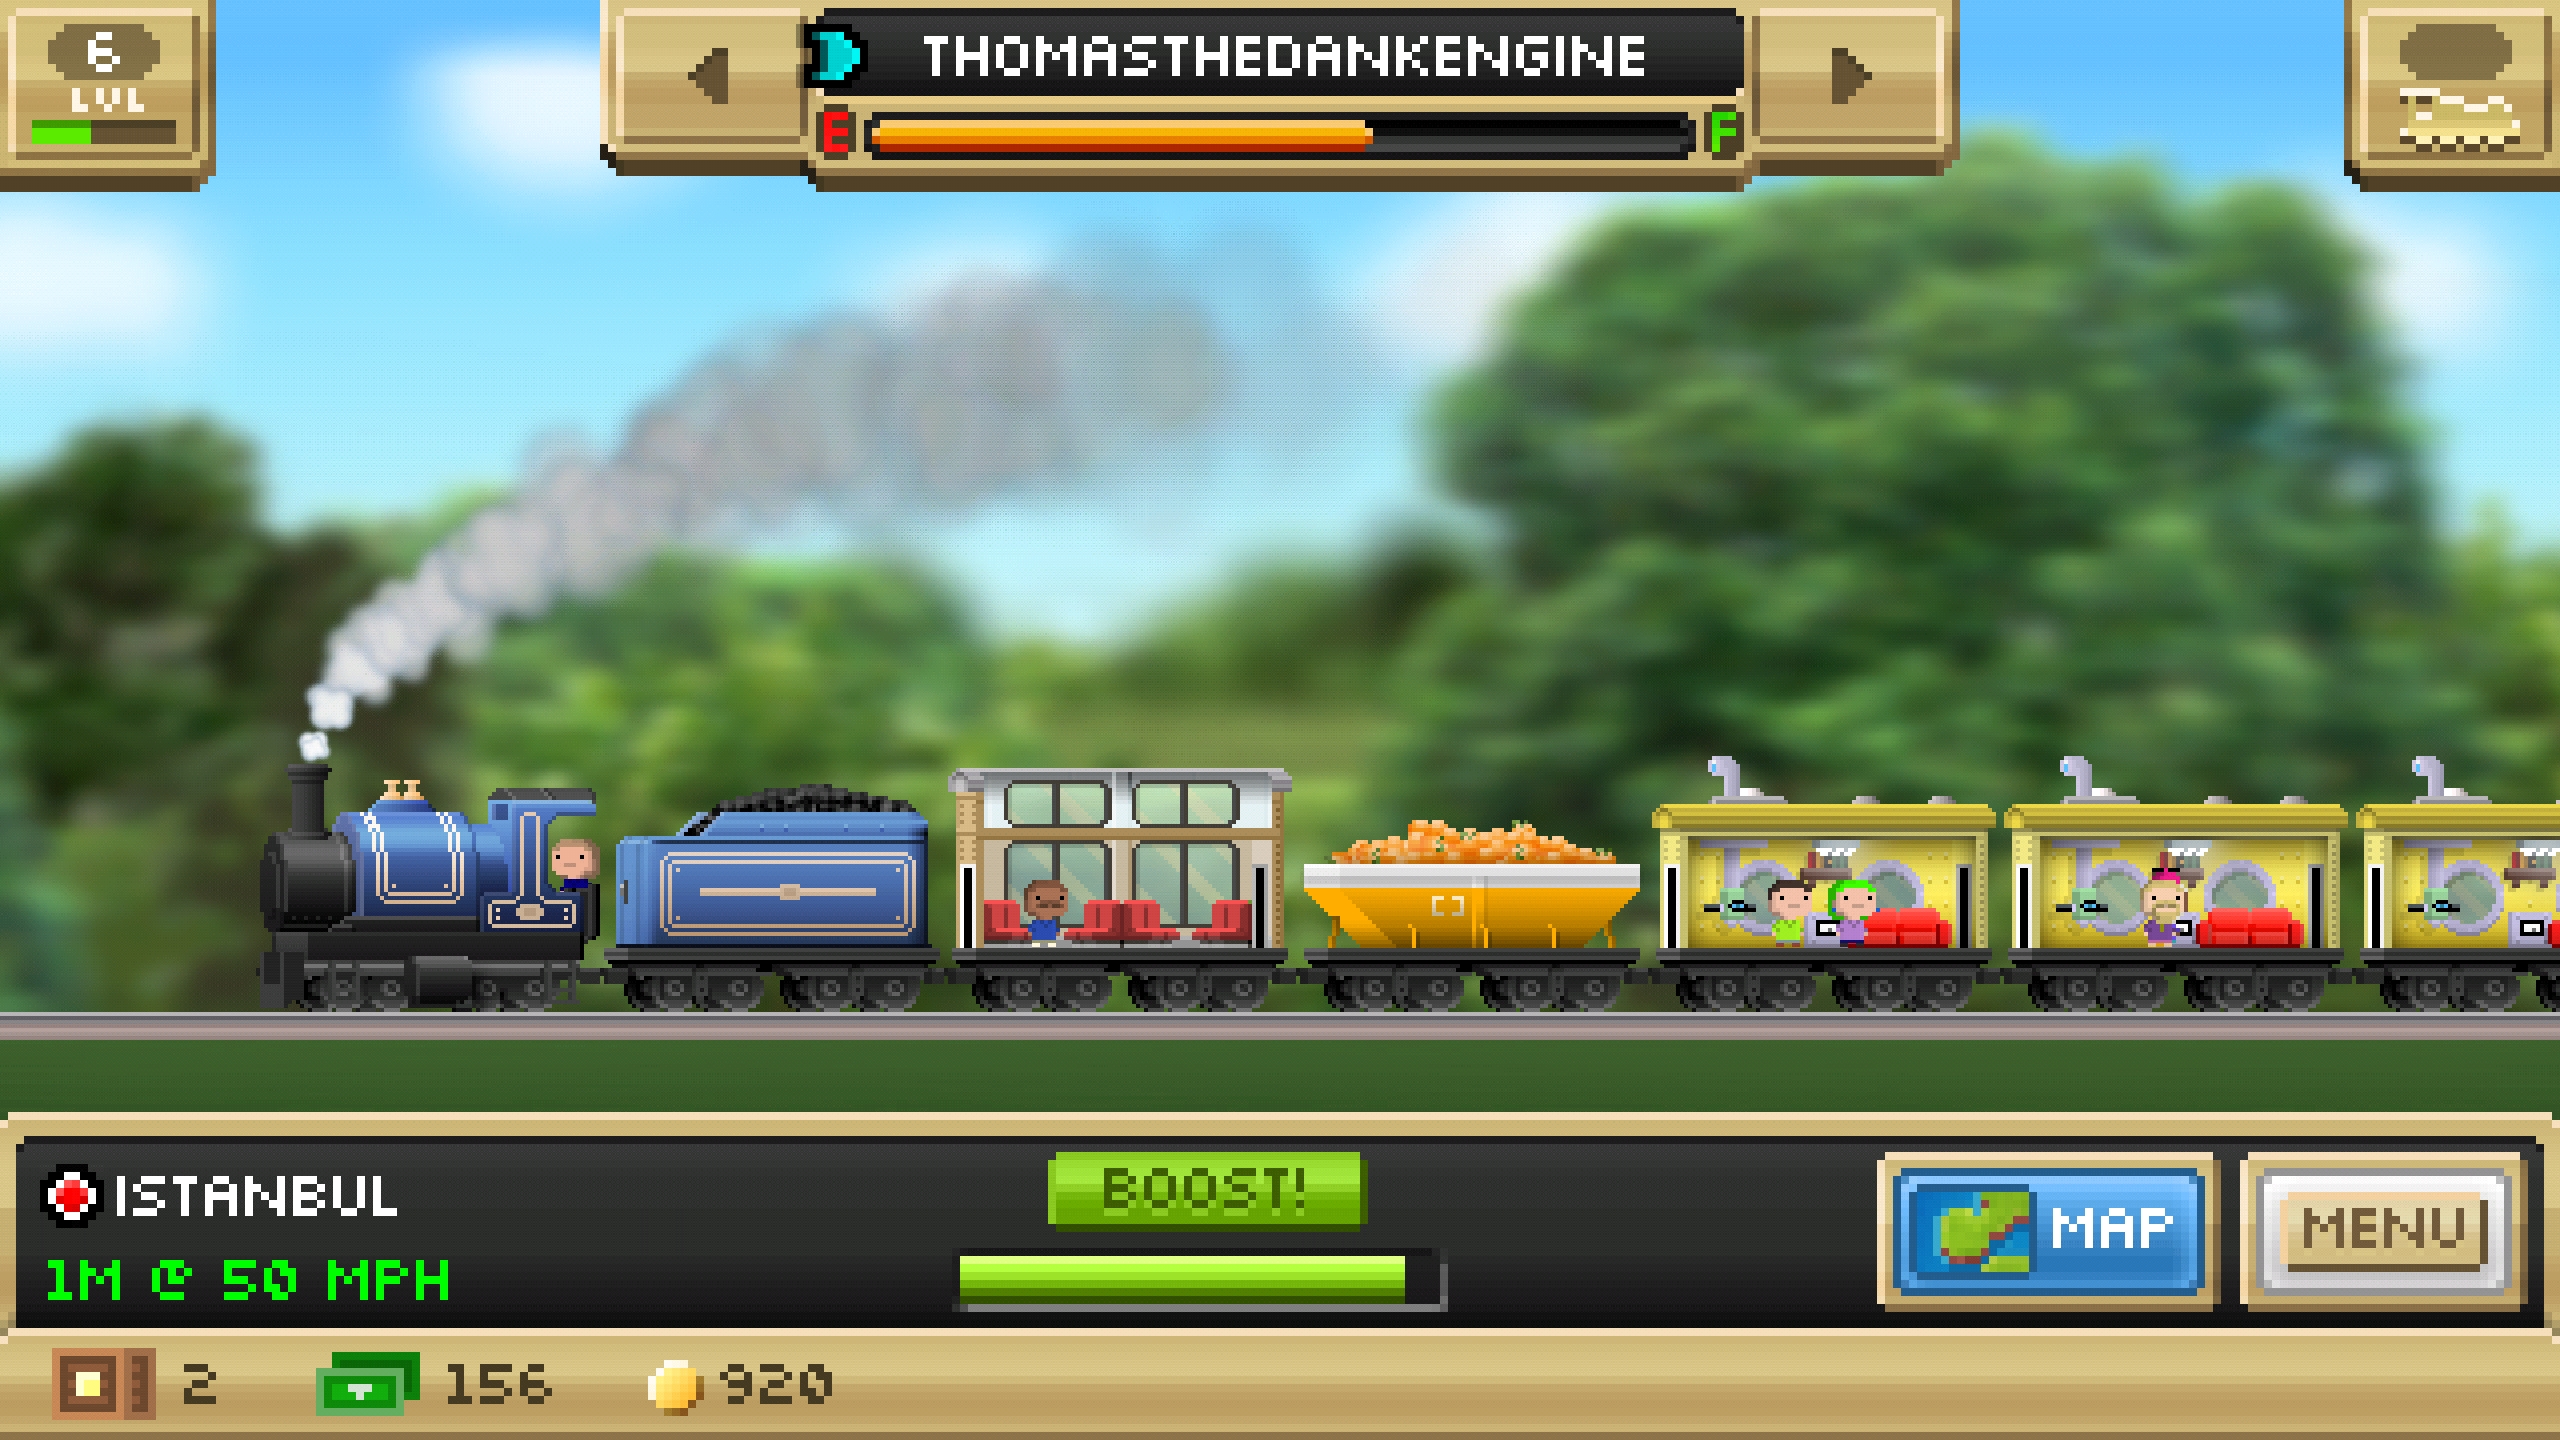 6
LVL
THOMASTHEDANKENGINE
E F
ISTANBUL
1M @ 50 MPH
BOOST!
MAP
MENU
2 156 920